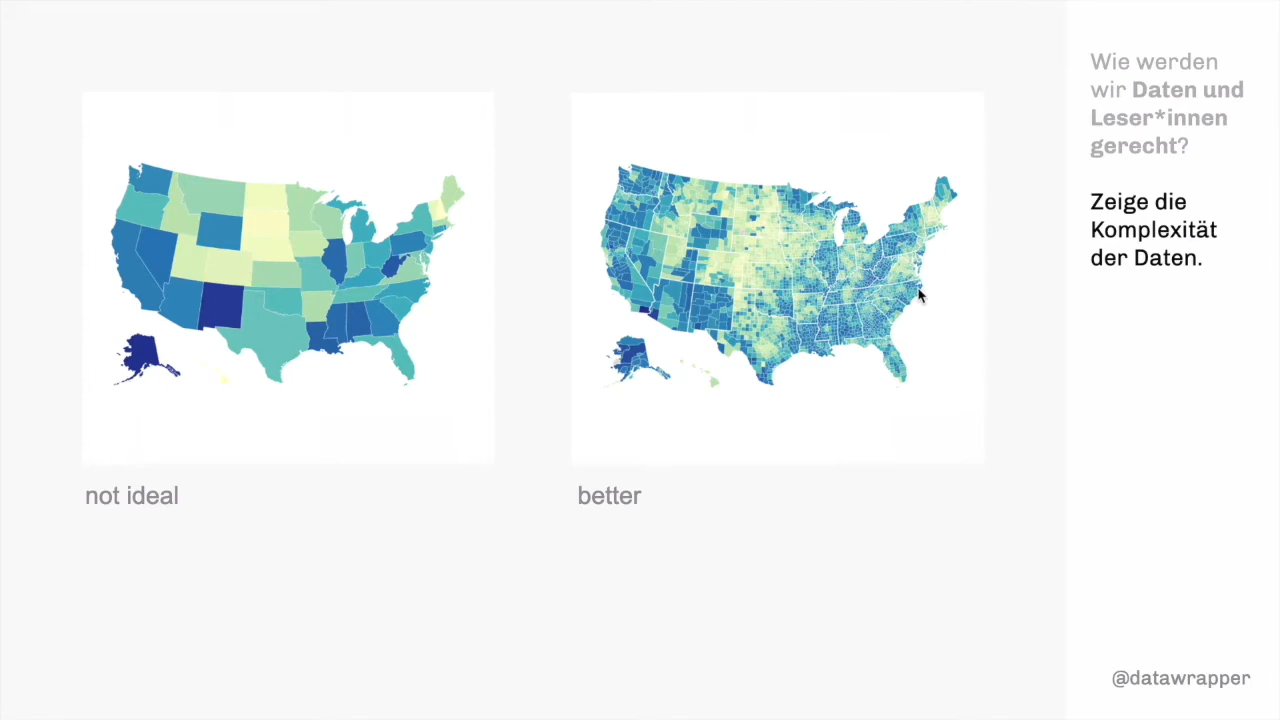 Wie werden
wir Daten und
Leser*innen
gerecht?
Zeige die
Komplexität
der Daten.
not ideal
better
@datawrapper